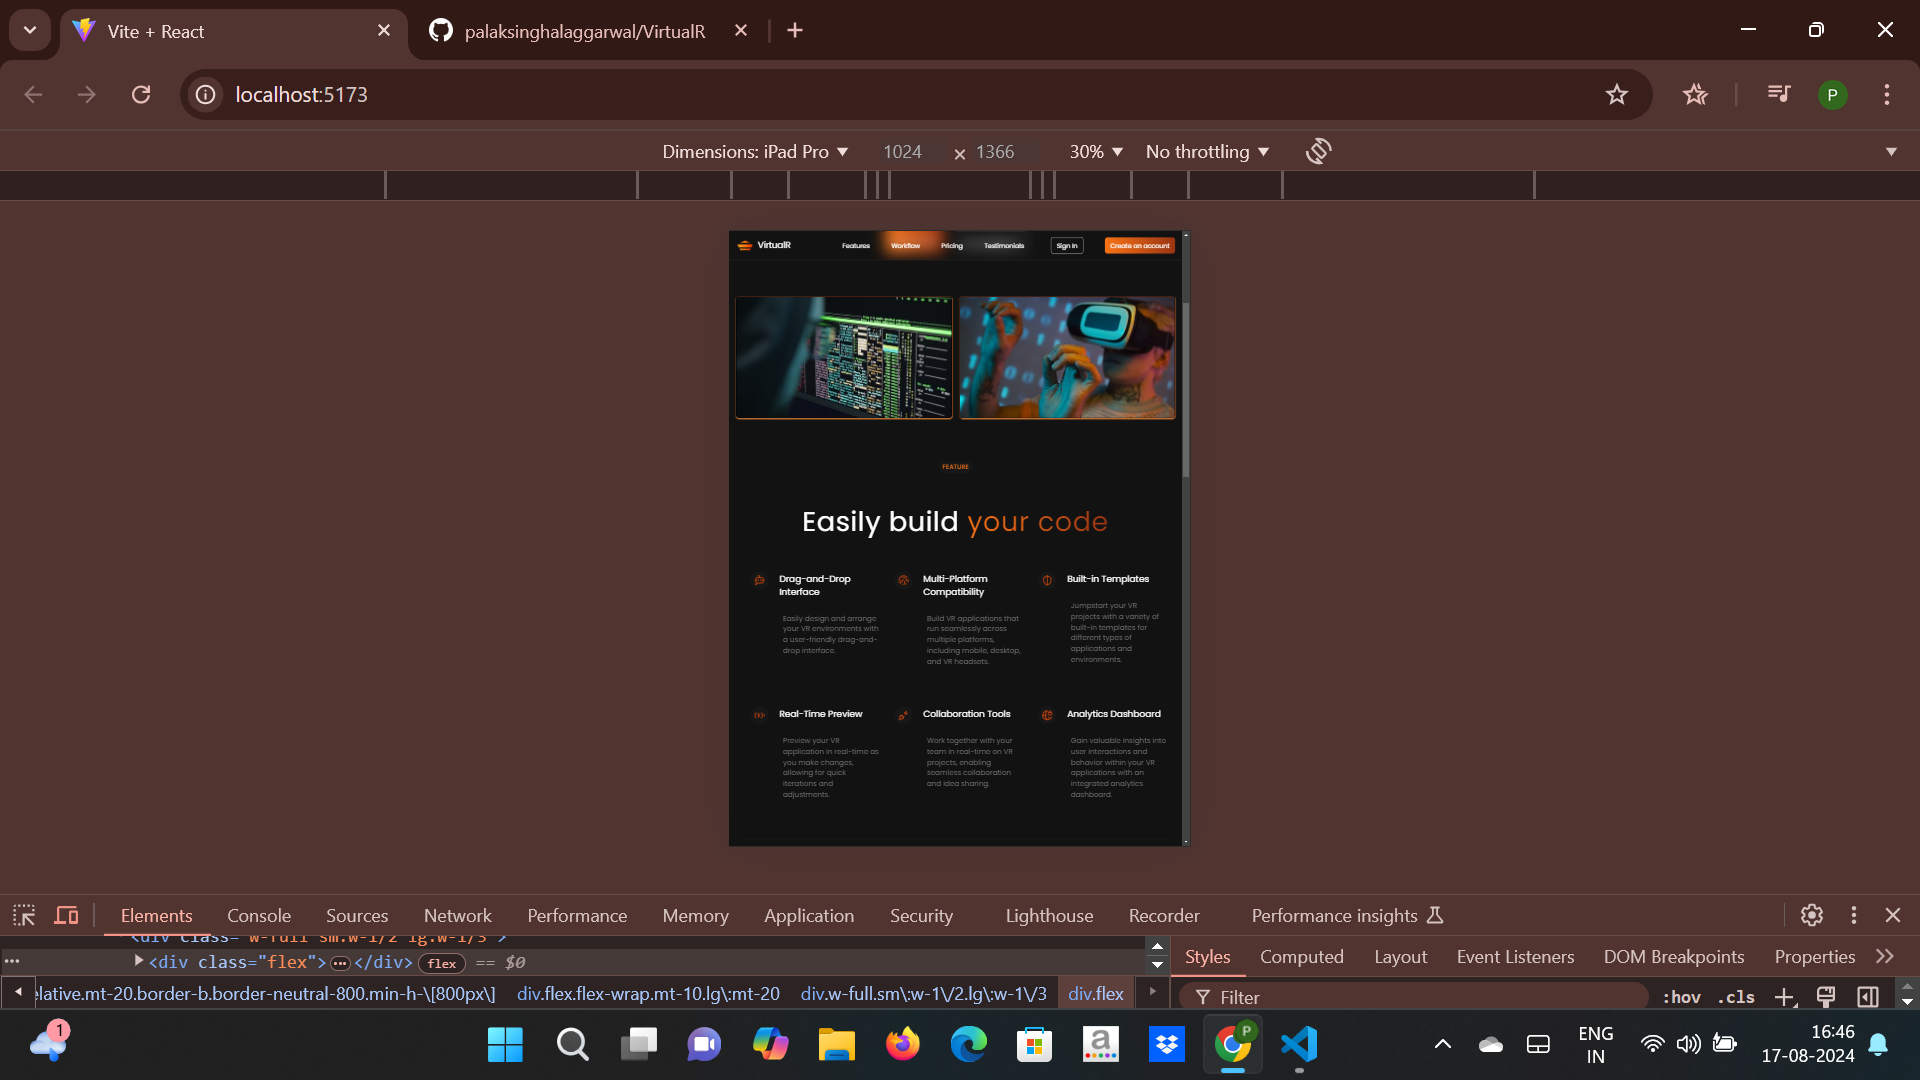 Vite + React
palaksinghalaggarwal/VirtualR
localhost:5173
P
Dimensions: iPad Pro 1024 × 1366 30% No throttling
VirtualR Features Workflow Pricing Testimonials Sign In Create an account
FEATURE
Easily build your code
Drag-and-Drop Interface
Easily design and arrange
your VR environments with
a user-friendly drag-and-
drop interface.
Multi-Platform Compatibility
Build VR applications that
run seamlessly across
multiple platforms,
including mobile, desktop,
and VR headsets.
Built-in Templates
Jumpstart your VR
projects with a variety of
built-in templates for
different types of
applications and
environments.
Real-Time Preview
Preview your VR
application in real-time as
you make changes,
allowing for quick
iterations and
adjustments.
Collaboration Tools
Work together with your
team in real-time on VR
projects, enabling
seamless collaboration
and idea sharing.
Analytics Dashboard
Gain valuable insights into
user interactions and
behavior within your VR
applications with an
integrated analytics
dashboard.
Elements Console Sources Network Performance Memory Application Security Lighthouse Recorder Performance insights
<div class="w-full sm:w-1/2 lg:w-1/3">
<div class="flex">…</div> flex == $0
elative.mt-20.border-b.border-neutral-800.min-h-\[800px\] div.flex.flex-wrap.mt-10.lg\:mt-20 div.w-full.sm\:w-1\/2.lg\:w-1\/3 div.flex
Styles Computed Layout Event Listeners DOM Breakpoints Properties
Filter :hov .cls
1
P
ENG
IN
16:46
17-08-2024